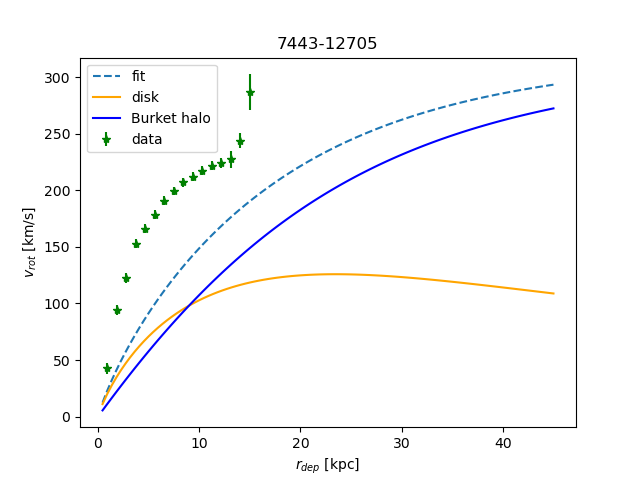 7443-12705
fit
disk
Burket halo
data
300
250
200
150
100
50
0
v_rot [km/s]
0 10 20 30 40
r_dep [kpc]